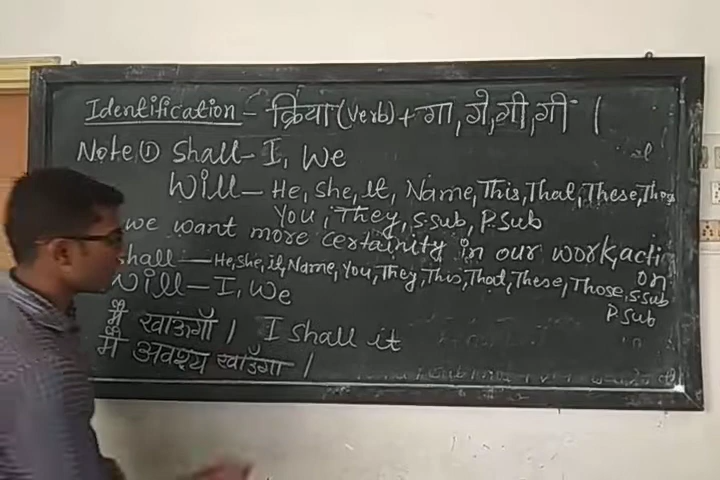 Identification - क्रिया (Verb) + गा, गे, गी, गीं ।
Note ① Shall - I, We
Will - He, She, It, Name, This, That, These, Those
You, They, S.Sub, P.Sub
we want more certainity in our work, action
shall - He, She, it, Name, You, They, This, That, These, Those, S.Sub
P.Sub
Will - I, We
मैं खांऊगाँ । I shall it
मैं अवश्य खाउँगा ।